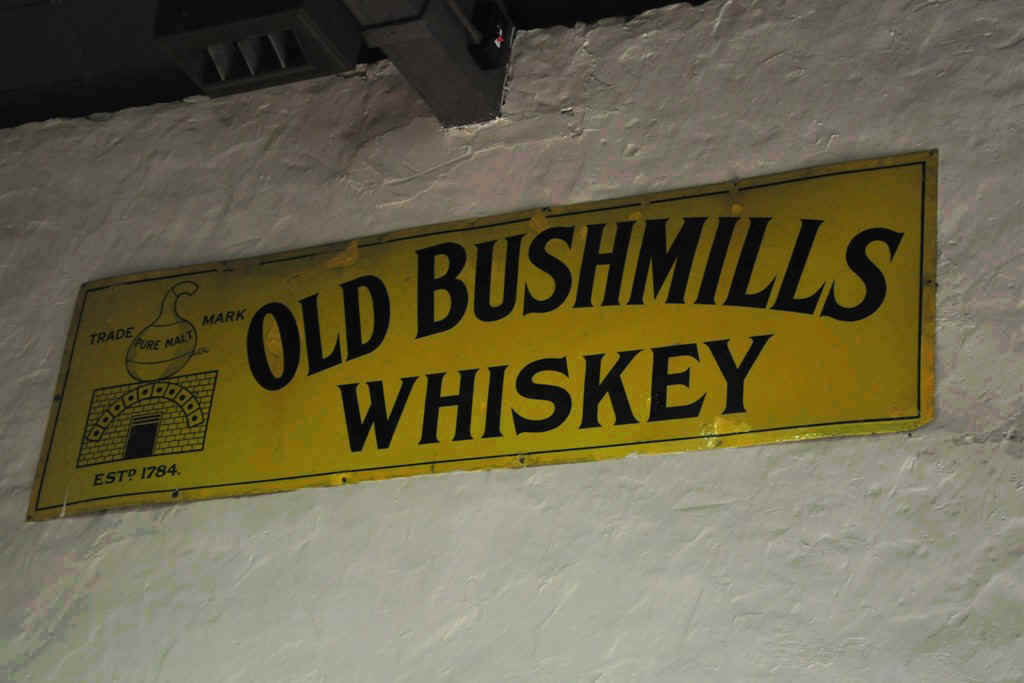 TRADE MARK
PURE MALT
ESTD 1784.
OLD BUSHMILLS
WHISKEY